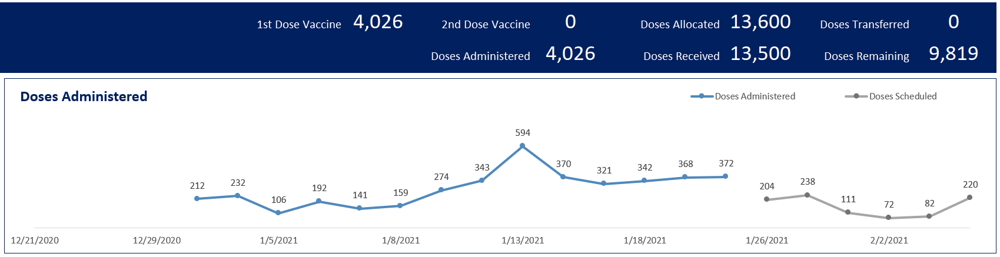 1st Dose Vaccine 4,026 2nd Dose Vaccine 0 Doses Allocated 13,600 Doses Transferred 0
Doses Administered 4,026 Doses Received 13,500 Doses Remaining 9,819
Doses Administered
Doses Administered Doses Scheduled
212 232 106 192 141 159 274 343 594 370 321 342 368 372 204 238 111 72 82 220
12/21/2020 12/29/2020 1/5/2021 1/8/2021 1/13/2021 1/18/2021 1/26/2021 2/2/2021